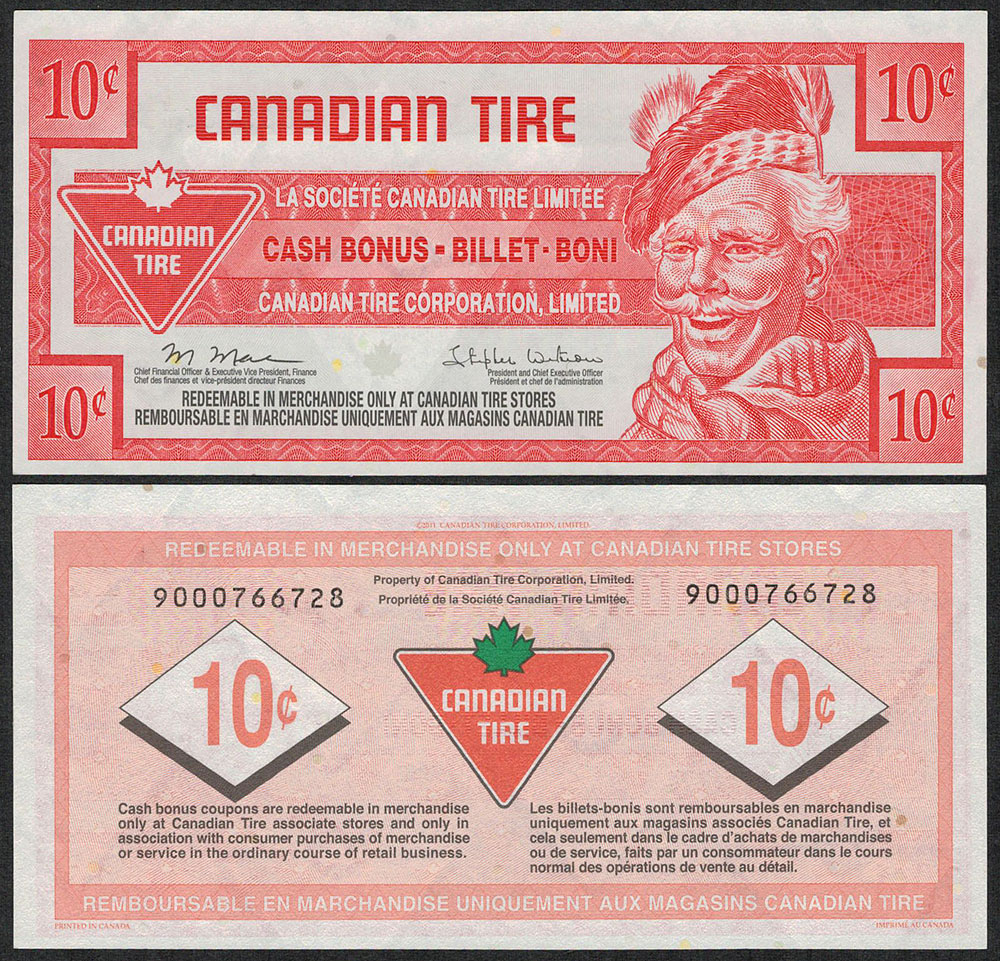 10¢
10¢
CANADIAN TIRE
LA SOCIÉTÉ CANADIAN TIRE LIMITÉE
CANADIAN
TIRE
CASH BONUS - BILLET - BONI
CANADIAN TIRE CORPORATION, LIMITED
M Mac
Stephen Wetmore
Chief Financial Officer & Executive Vice President, Finance
Chef des finances et vice-président directeur Finances
President and Chief Executive Officer
Président et chef de l'administration
10¢
10¢
REDEEMABLE IN MERCHANDISE ONLY AT CANADIAN TIRE STORES
REMBOURSABLE EN MARCHANDISE UNIQUEMENT AUX MAGASINS CANADIAN TIRE
©2011 CANADIAN TIRE CORPORATION, LIMITED.
REDEEMABLE IN MERCHANDISE ONLY AT CANADIAN TIRE STORES
Property of Canadian Tire Corporation, Limited.
Propriété de la Société Canadian Tire Limitée.
9000766728
9000766728
10¢
CANADIAN
TIRE
10¢
Cash bonus coupons are redeemable in merchandise
only at Canadian Tire associate stores and only in
association with consumer purchases of merchandise
or service in the ordinary course of retail business.
Les billets-bonis sont remboursables en marchandise
uniquement aux magasins associés Canadian Tire, et
cela seulement dans le cadre d'achats de marchandises
ou de service, faits par un consommateur dans le cours
normal des opérations de vente au détail.
REMBOURSABLE EN MARCHANDISE UNIQUEMENT AUX MAGASINS CANADIAN TIRE
PRINTED IN CANADA
IMPRIMÉ AU CANADA